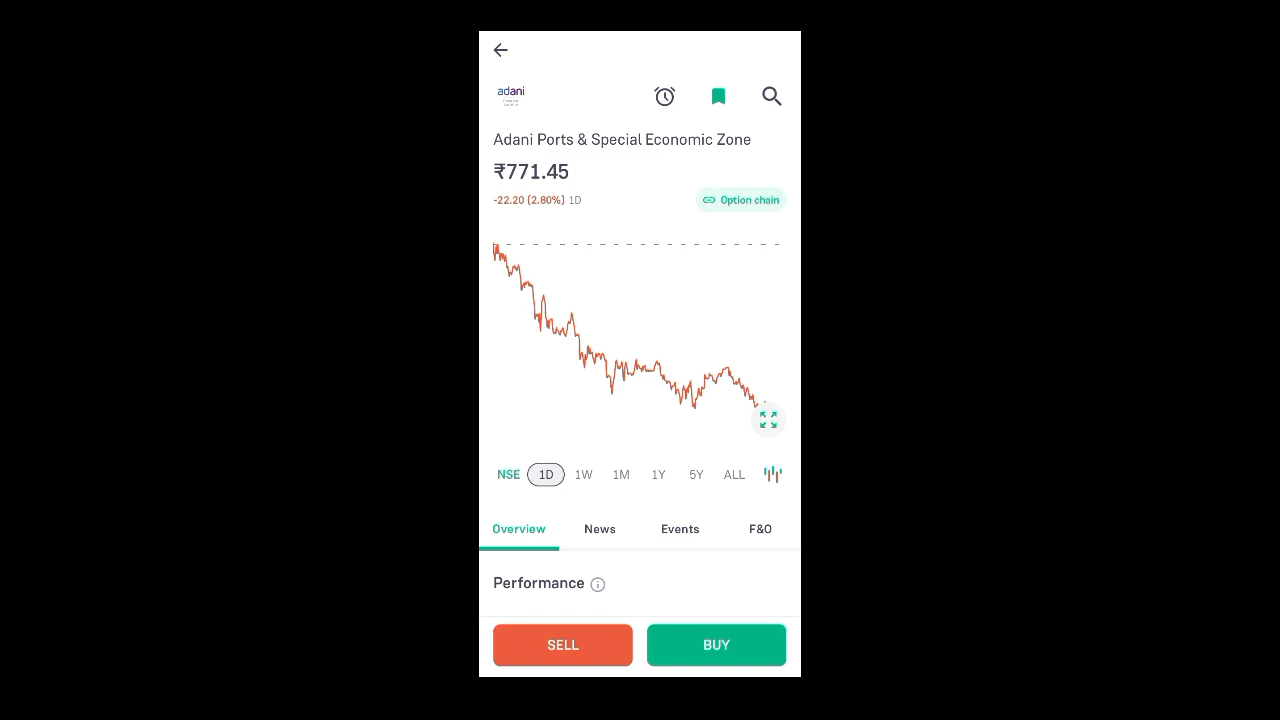 adani
Adani Ports & Special Economic Zone
₹771.45
-22.20 (2.80%) 1D
Option chain
NSE 1D 1W 1M 1Y 5Y ALL
Overview News Events F&O
Performance
SELL BUY